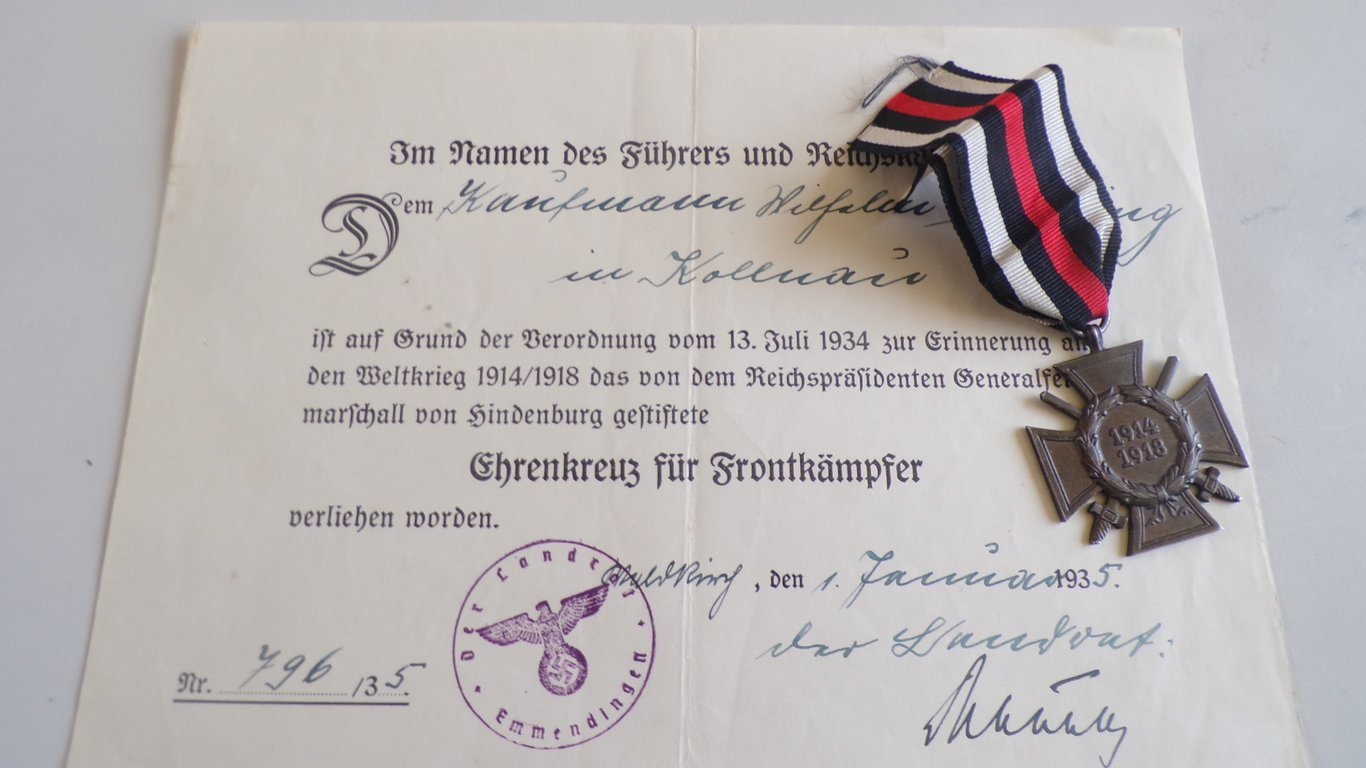 Im Namen des Führers und Reichska
Dem Kaufmann Wilhelm
in Kollnau
ist auf Grund der Verordnung vom 13. Juli 1934 zur Erinnerung an
den Weltkrieg 1914/1918 das von dem Reichspräsidenten Generalfel
marschall von Hindenburg gestiftete
Ehrenkreuz für Frontkämpfer
verliehen worden.
Waldkirch, den 1. Januar 1935.
der Landrat:
Nr. 796 /35.
Der Landrat
Emmendingen
1914
1918